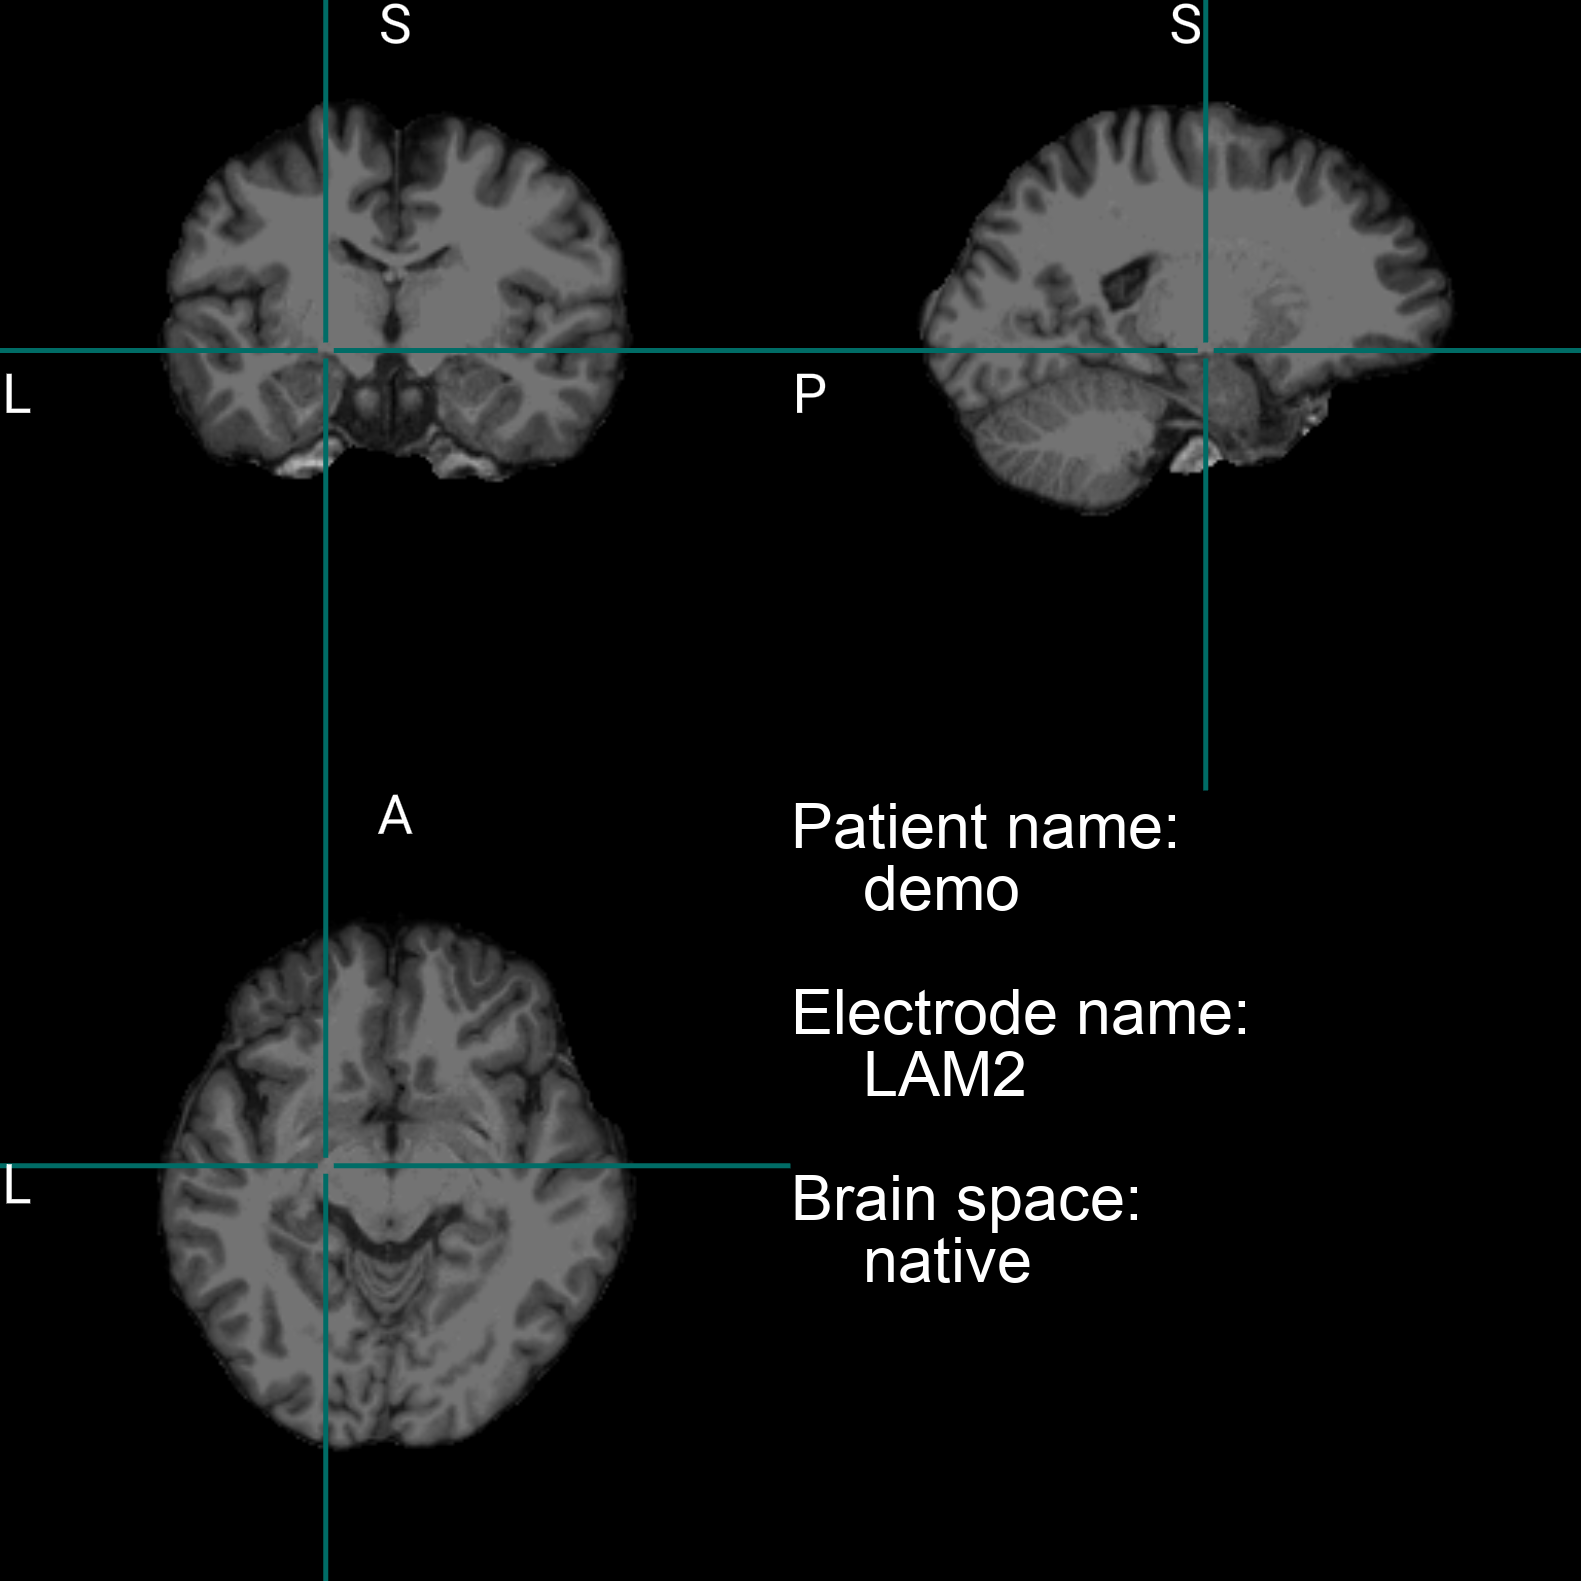 S
S
L
P
A
L
Patient name:
demo
Electrode name:
LAM2
Brain space:
native